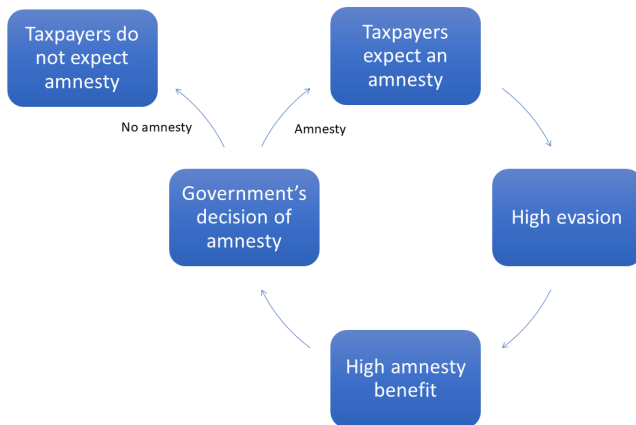 Taxpayers do
not expect
amnesty
Taxpayers
expect an
amnesty
No amnesty
Amnesty
Government's
decision of
amnesty
High evasion
High amnesty
benefit